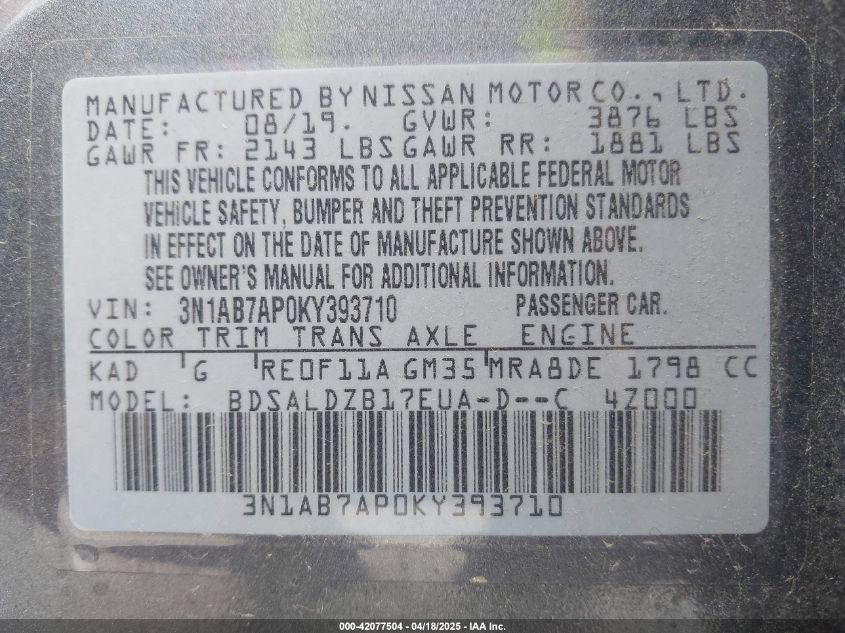 MANUFACTURED BY NISSAN MOTOR CO., LTD.
DATE: 08/19. GVWR: 3876 LBS
GAWR FR: 2143 LBS GAWR RR: 1881 LBS
THIS VEHICLE CONFORMS TO ALL APPLICABLE FEDERAL MOTOR
VEHICLE SAFETY, BUMPER AND THEFT PREVENTION STANDARDS
IN EFFECT ON THE DATE OF MANUFACTURE SHOWN ABOVE.
SEE OWNER'S MANUAL FOR ADDITIONAL INFORMATION.
VIN: 3N1AB7AP0KY393710 PASSENGER CAR.
COLOR TRIM TRANS AXLE ENGINE
KAD G RE0F11A GM35 MRA8DE 1798 CC
MODEL: BDSALDZB17EUA-D--C 4Z000
3N1AB7AP0KY393710
000-42077504 - 04/18/2025 - IAA Inc.